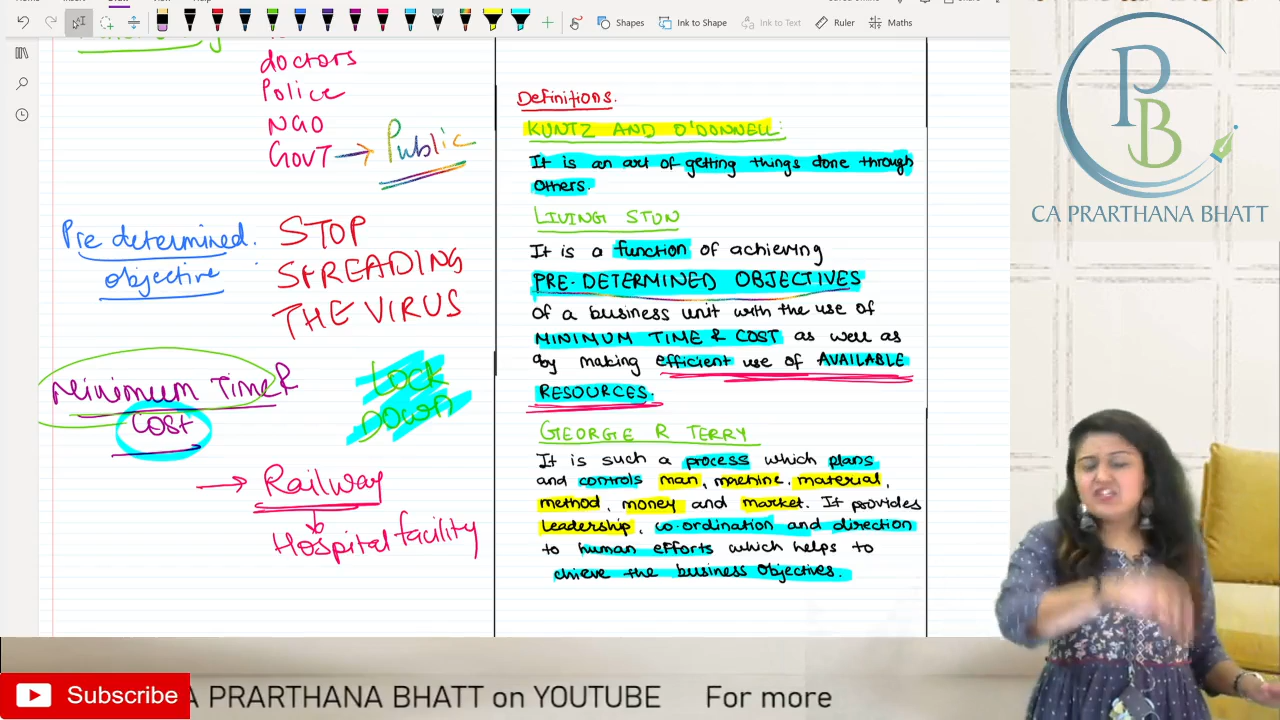 Shapes
Ink to Shape
Ink to Text
Ruler
Maths
doctors
Police
NGO
GOVT → Public
Pre determined
objective
STOP
SPREADING
THE VIRUS
Minimum Time &
Cost
LOCK
DOWN
→ Railway
Hospital facility
Definitions.
KUNTZ AND O'DONNELL:
It is an art of getting things done through
others.
LIVING STON
It is a function of achieving
PRE-DETERMINED OBJECTIVES
of a business unit with the use of
MINIMUM TIME & COST as well as
by making efficient use of AVAILABLE
RESOURCES.
GEORGE R TERRY
It is such a process which plans
and controls man, machine, material,
method, money and market. It provides
leadership, co-ordination and direction
to human efforts which helps to
chieve the business objectives.
PB
CA PRARTHANA BHATT
Subscribe
A PRARTHANA BHATT on YOUTUBE For more